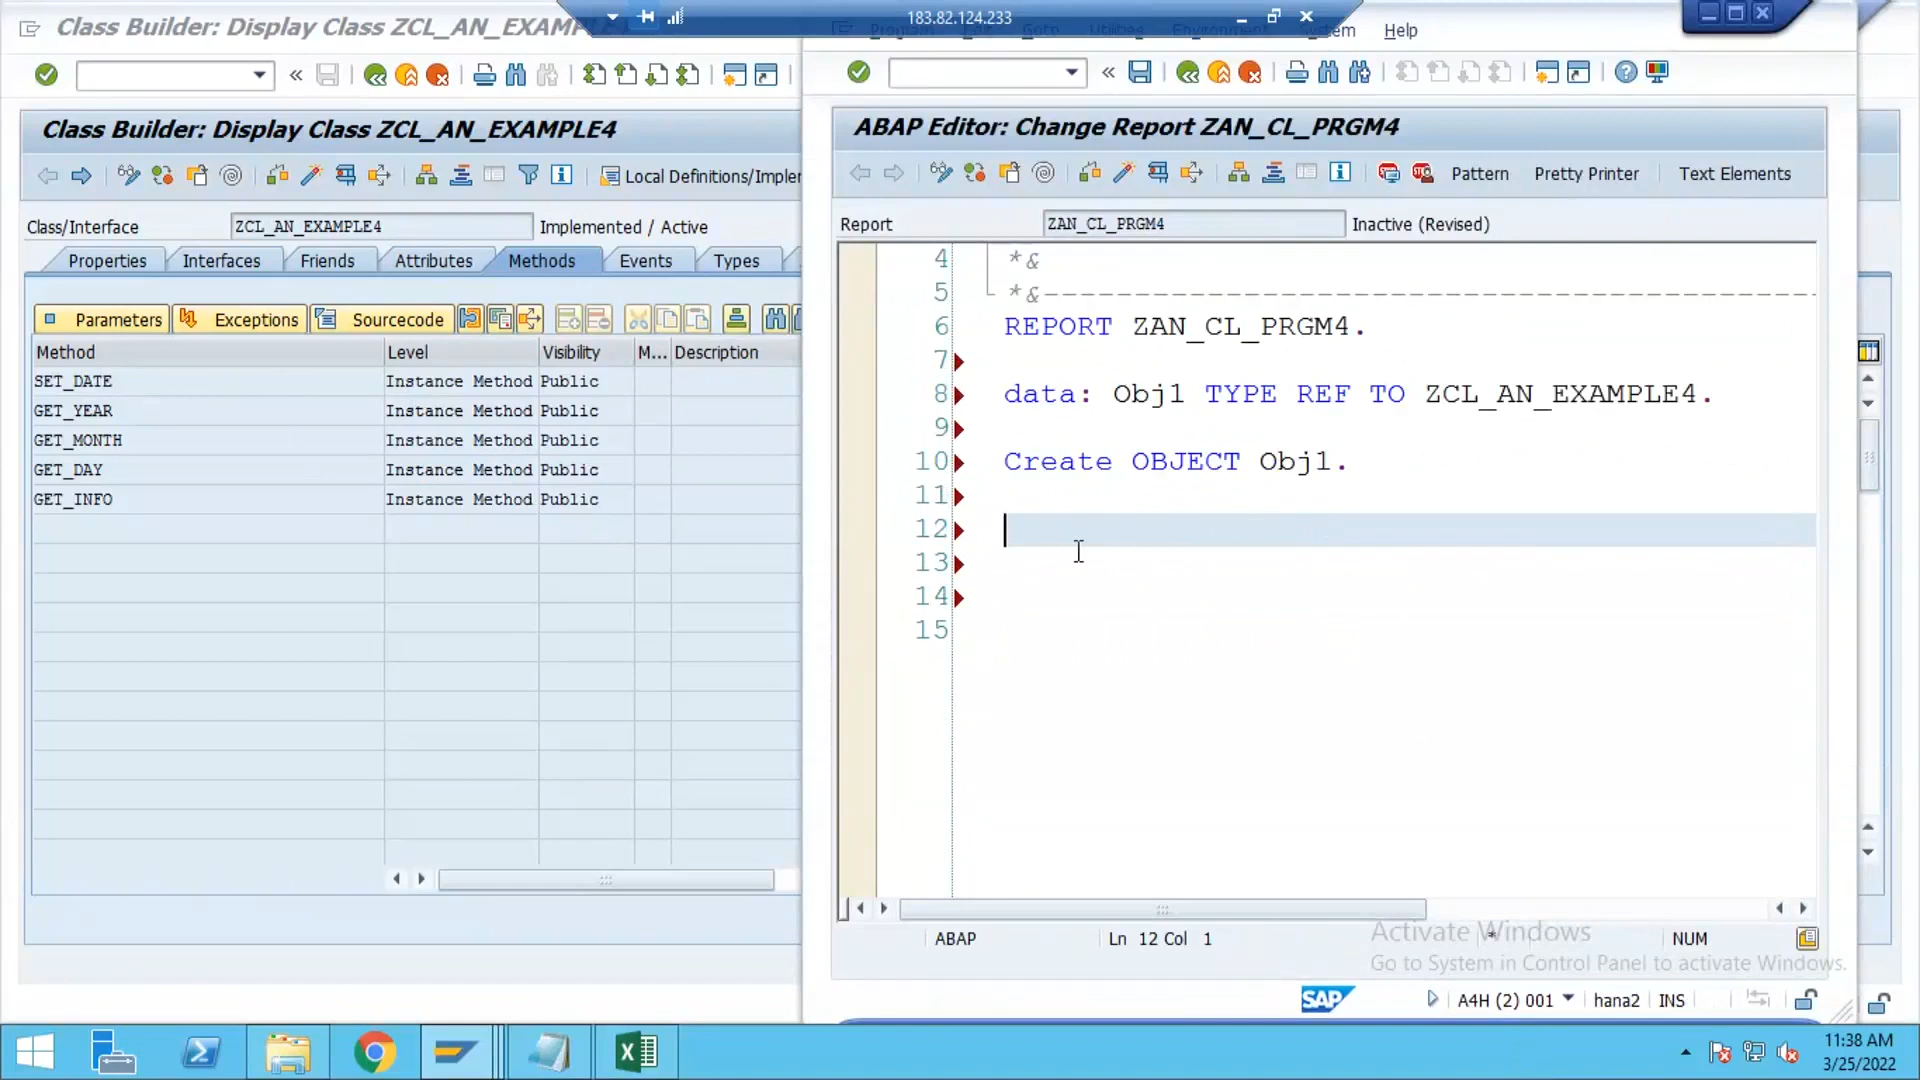 Class Builder: Display Class ZCL_AN_EXAMPLE
183.82.124.233
System
Help
Class Builder: Display Class ZCL_AN_EXAMPLE4
Local Definitions/Impler
Class/Interface
ZCL_AN_EXAMPLE4
Implemented / Active
Properties
Interfaces
Friends
Attributes
Methods
Events
Types
Parameters
Exceptions
Sourcecode
Method Level Visibility M... Description
SET_DATE Instance Method Public
GET_YEAR Instance Method Public
GET_MONTH Instance Method Public
GET_DAY Instance Method Public
GET_INFO Instance Method Public
ABAP Editor: Change Report ZAN_CL_PRGM4
Pattern
Pretty Printer
Text Elements
Report
ZAN_CL_PRGM4
Inactive (Revised)
4 *&
5 *&---------------------------------------------
6 REPORT ZAN_CL_PRGM4.
7
8 data: Obj1 TYPE REF TO ZCL_AN_EXAMPLE4.
9
10 Create OBJECT Obj1.
11
12
13
14
15
ABAP
Ln 12 Col 1
*
NUM
Activate Windows
Go to System in Control Panel to activate Windows.
SAP
A4H (2) 001
hana2
INS
11:38 AM
3/25/2022